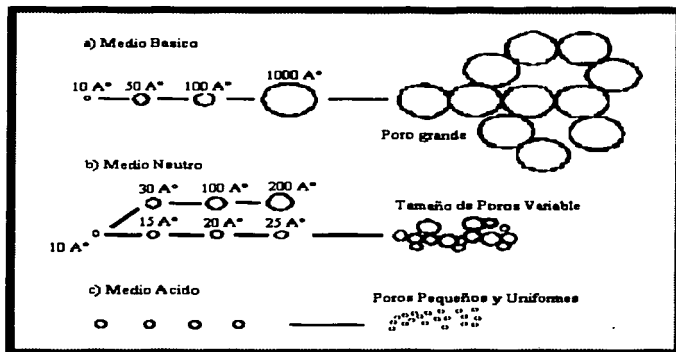 a) Medio Basico
10 A° 50 A° 100 A° 1000 A°
Poro grande
b) Medio Neutro
30 A° 100 A° 200 A°
Tamaño de Poros Variable
10 A° 15 A° 20 A° 25 A°
c) Medio Acido
Poros Pequeños y Uniformes